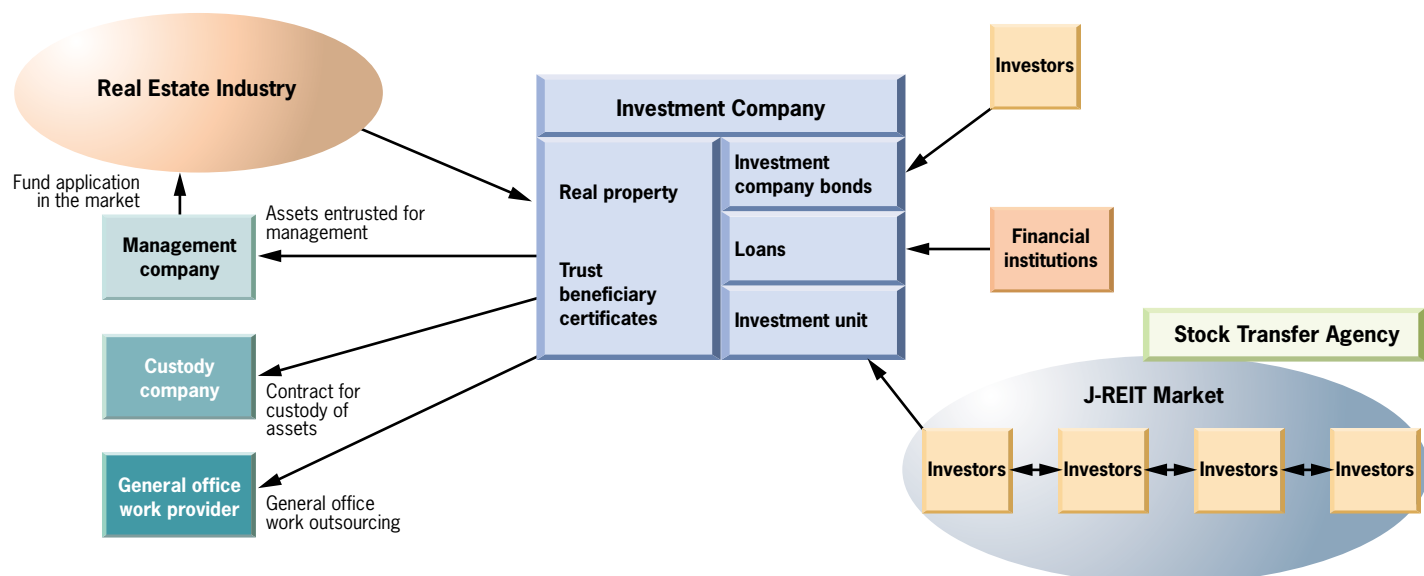 Real Estate Industry
Fund application
in the market
Management
company
Assets entrusted for
management
Custody
company
Contract for
custody of
assets
General office
work provider
General office
work outsourcing
Investment Company
Real property
Trust
beneficiary
certificates
Investment
company bonds
Loans
Investment unit
Investors
Financial
institutions
Stock Transfer Agency
J-REIT Market
Investors
Investors
Investors
Investors